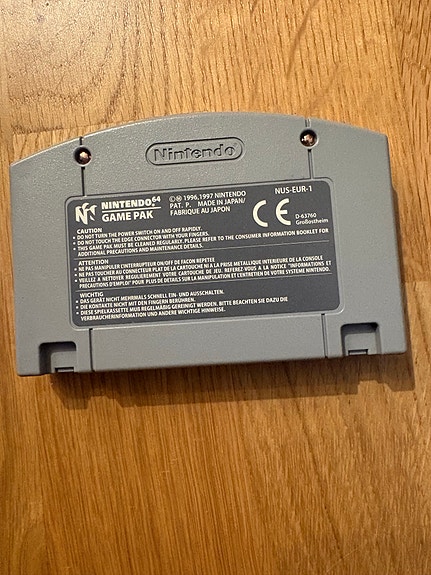 Nintendo
NINTENDO 64
GAME PAK
©Ⓜ 1996,1997 NINTENDO
PAT. P. MADE IN JAPAN/
FABRIQUE AU JAPON
NUS-EUR-1
CE
D-63760
Großostheim
CAUTION
• DO NOT TURN THE POWER SWITCH ON AND OFF RAPIDLY.
• DO NOT TOUCH THE EDGE CONNECTOR WITH YOUR FINGERS.
• THIS GAME PAK MUST BE CLEANED REGULARLY. PLEASE REFER TO THE CONSUMER INFORMATION BOOKLET FOR
ADDITIONAL PRECAUTIONS AND MAINTENANCE DETAILS.
ATTENTION
• NE PAS MANIPULER L'INTERRUPTEUR ON/OFF DE FACON REPETEE
• NE PAS TOUCHER AU CONNECTEUR PLAT DE LA CARTOUCHE NI A LA PRISE METALLIQUE INTERIEURE DE LA CONSOLE
• VEILLEZ A NETTOYER REGULIEREMENT VOTRE CARTOUCHE DE JEU. REFEREZ-VOUS A LA NOTICE "INFORMATIONS ET
PRECAUTIONS D'EMPLOI" POUR PLUS DE DETAILS SUR LA MANIPULATION ET L'ENTRETIEN DE VOTRE SYSTEME NINTENDO.
WICHTIG
• DAS GERÄT NICHT MEHRMALS SCHNELL EIN- UND AUSSCHALTEN.
• DIE KONTAKTE NICHT MIT DEN FINGERN BERÜHREN.
• DIESE SPIELKASSETTE MUß REGELMÄßIG GEREINIGT WERDEN. BITTE BEACHTEN SIE DAZU DIE
VERBRAUCHERINFORMATION UND ANDERE WICHTIGE HINWEISE.